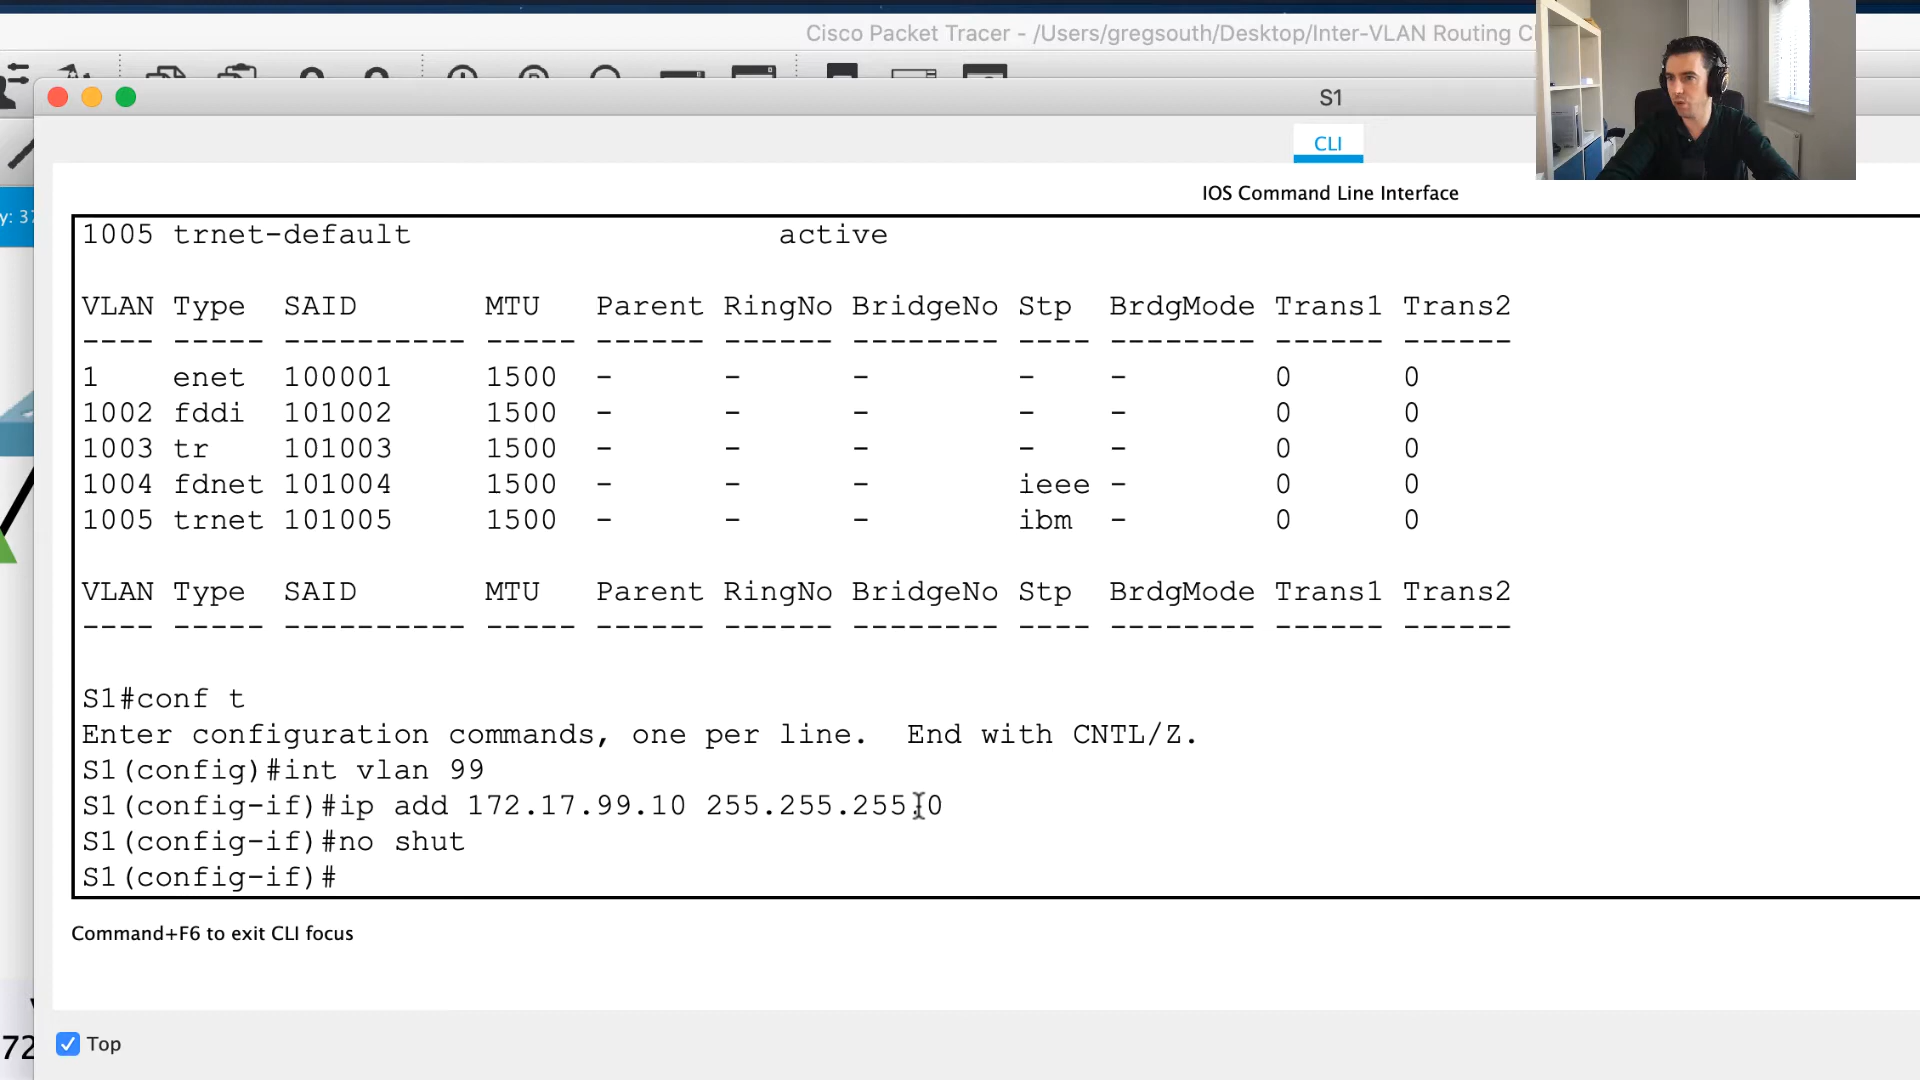 Cisco Packet Tracer - /Users/gregsouth/Desktop/Inter-VLAN Routing C
S1
CLI
IOS Command Line Interface
y: 37
1005 trnet-default active
VLAN Type SAID MTU Parent RingNo BridgeNo Stp BrdgMode Trans1 Trans2
---- ----- ---------- ----- ------ ------ -------- ---- -------- ------ ------
1 enet 100001 1500 - - - - - 0 0
1002 fddi 101002 1500 - - - - - 0 0
1003 tr 101003 1500 - - - - - 0 0
1004 fdnet 101004 1500 - - - ieee - 0 0
1005 trnet 101005 1500 - - - ibm - 0 0
VLAN Type SAID MTU Parent RingNo BridgeNo Stp BrdgMode Trans1 Trans2
---- ----- ---------- ----- ------ ------ -------- ---- -------- ------ ------
S1#conf t
Enter configuration commands, one per line. End with CNTL/Z.
S1(config)#int vlan 99
S1(config-if)#ip add 172.17.99.10 255.255.255.0
S1(config-if)#no shut
S1(config-if)#
Command+F6 to exit CLI focus
72
Top